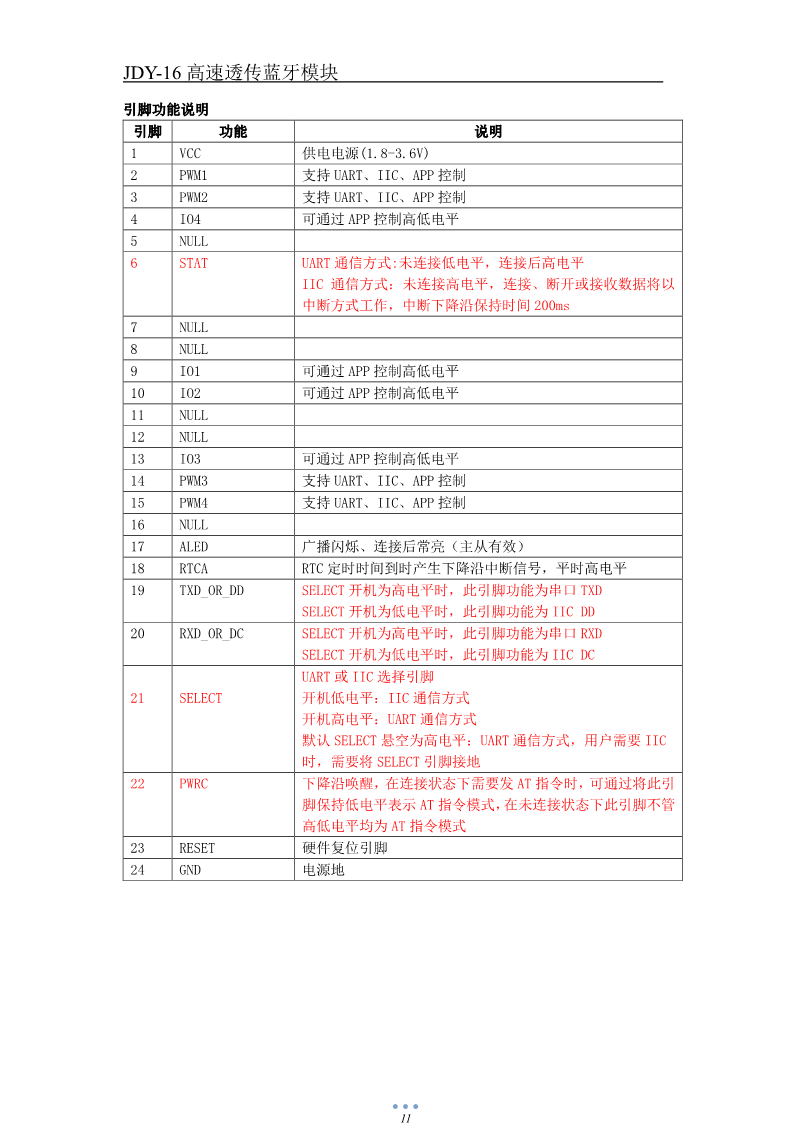 JDY-16 高速透传蓝牙模块
引脚功能说明
引脚 功能 说明
1 VCC 供电电源(1.8-3.6V)
2 PWM1 支持 UART、IIC、APP 控制
3 PWM2 支持 UART、IIC、APP 控制
4 IO4 可通过 APP 控制高低电平
5 NULL
6 STAT UART 通信方式:未连接低电平，连接后高电平
IIC 通信方式：未连接高电平，连接、断开或接收数据将以
中断方式工作，中断下降沿保持时间 200ms
7 NULL
8 NULL
9 IO1 可通过 APP 控制高低电平
10 IO2 可通过 APP 控制高低电平
11 NULL
12 NULL
13 IO3 可通过 APP 控制高低电平
14 PWM3 支持 UART、IIC、APP 控制
15 PWM4 支持 UART、IIC、APP 控制
16 NULL
17 ALED 广播闪烁、连接后常亮（主从有效）
18 RTCA RTC 定时时间到时产生下降沿中断信号，平时高电平
19 TXD_OR_DD SELECT 开机为高电平时，此引脚功能为串口 TXD
SELECT 开机为低电平时，此引脚功能为 IIC DD
20 RXD_OR_DC SELECT 开机为高电平时，此引脚功能为串口 RXD
SELECT 开机为低电平时，此引脚功能为 IIC DC
UART 或 IIC 选择引脚
21 SELECT 开机低电平：IIC 通信方式
开机高电平：UART 通信方式
默认 SELECT 悬空为高电平：UART 通信方式，用户需要 IIC
时，需要将 SELECT 引脚接地
22 PWRC 下降沿唤醒，在连接状态下需要发 AT 指令时，可通过将此引
脚保持低电平表示 AT 指令模式，在未连接状态下此引脚不管
高低电平均为 AT 指令模式
23 RESET 硬件复位引脚
24 GND 电源地
11